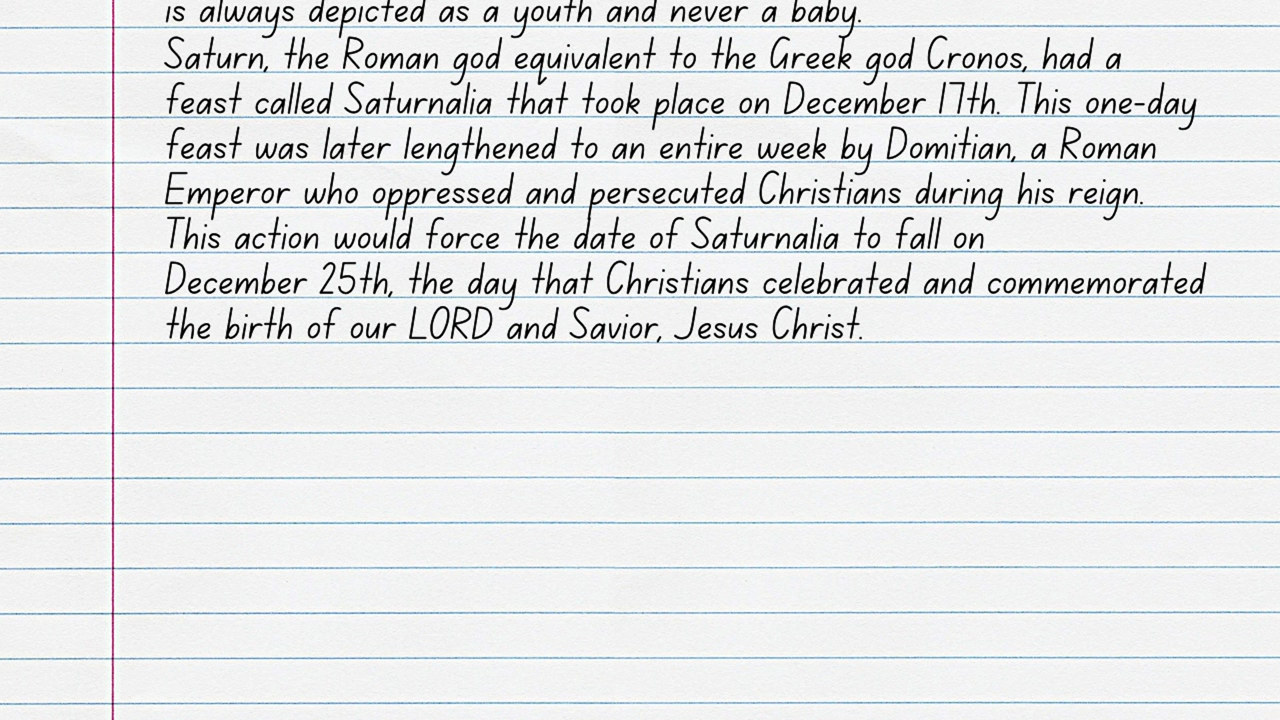 is always depicted as a youth and never a baby.
Saturn, the Roman god equivalent to the Greek god Cronos, had a
feast called Saturnalia that took place on December 17th. This one-day
feast was later lengthened to an entire week by Domitian, a Roman
Emperor who oppressed and persecuted Christians during his reign.
This action would force the date of Saturnalia to fall on
December 25th, the day that Christians celebrated and commemorated
the birth of our LORD and Savior, Jesus Christ.